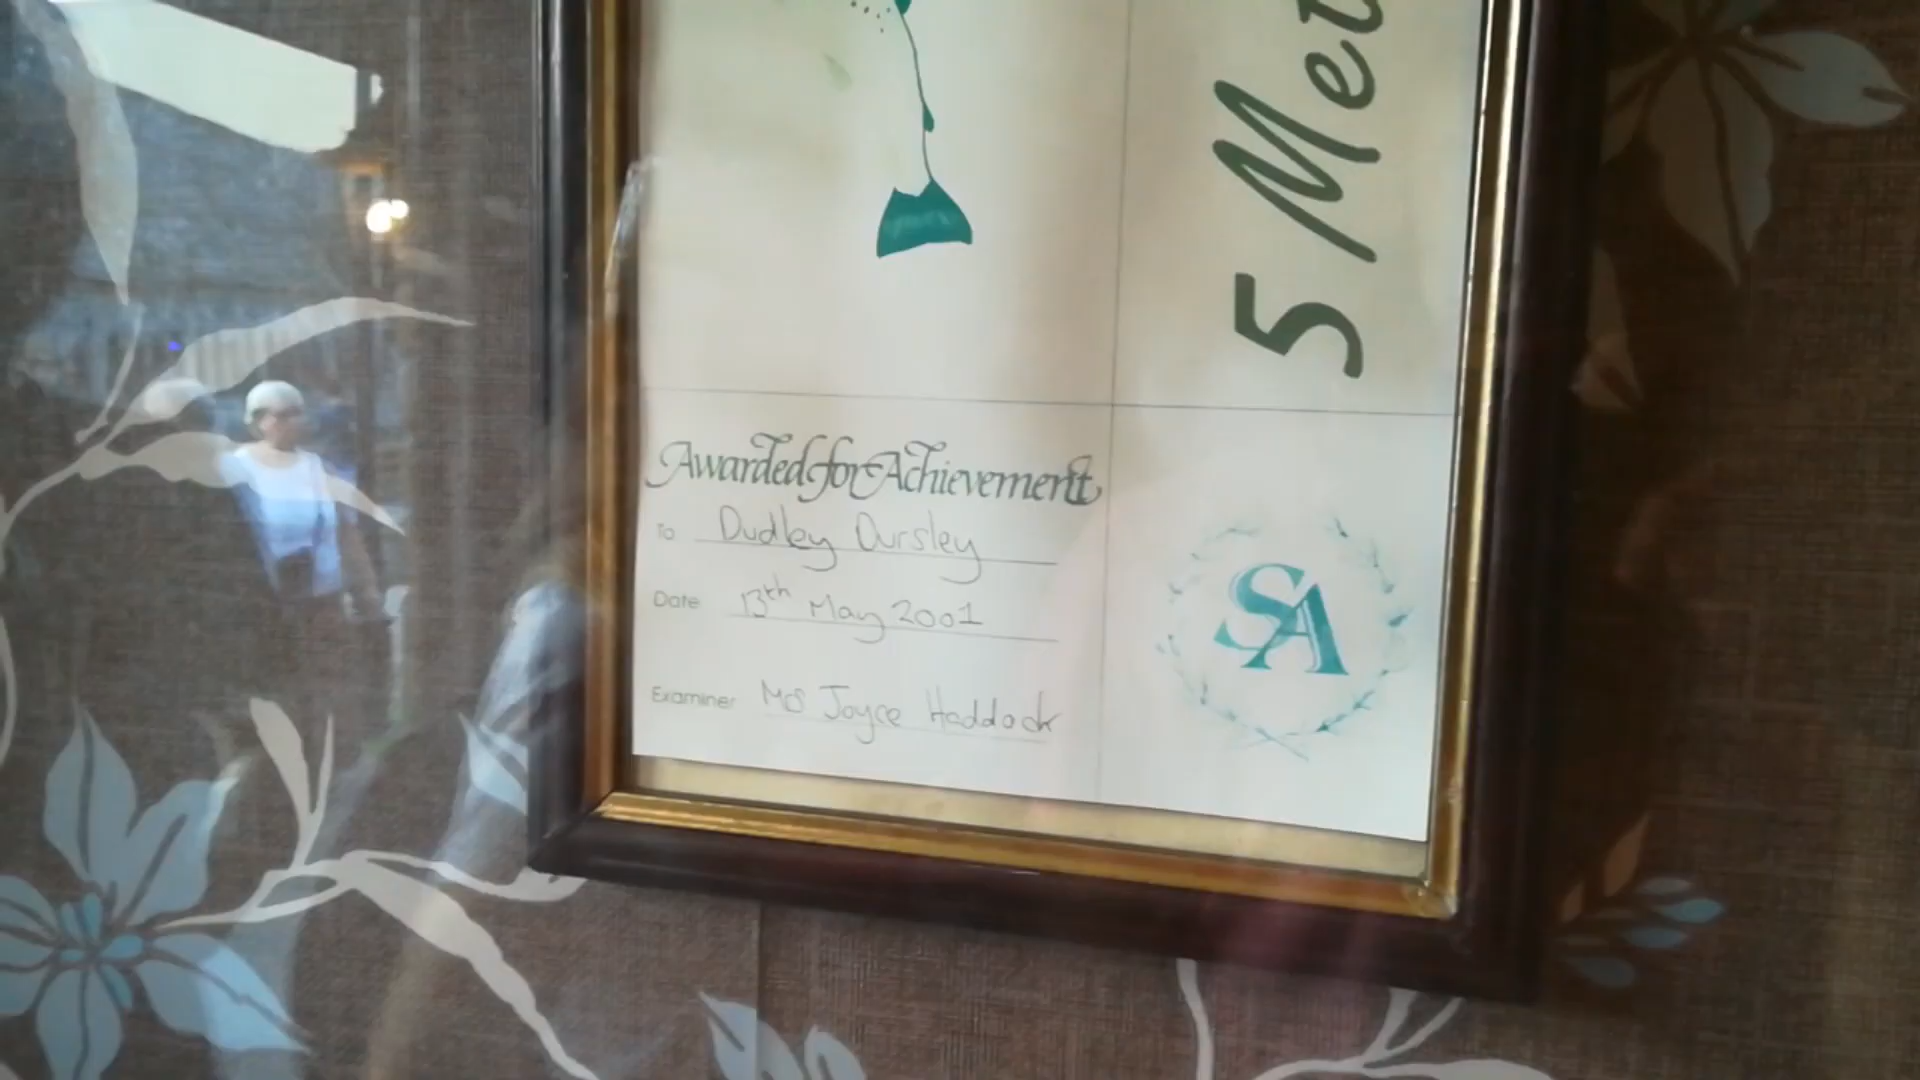 5 Met
Awarded for Achievement
To Dudley Dursley
Date 13th May 2001
Examiner Mrs Joyce Haddock
SA